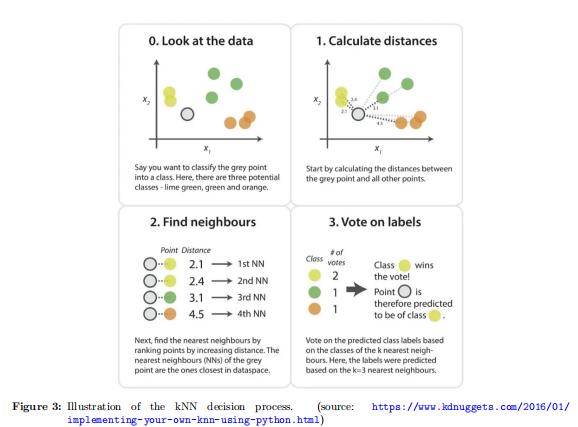 0. Look at the data
x2
x1
Say you want to classify the grey point
into a class. Here, there are three potential
classes - lime green, green and orange.
1. Calculate distances
x2
2.4
2.1
3.1
4.5
x1
Start by calculating the distances between
the grey point and all other points.
2. Find neighbours
Point Distance
2.1 → 1st NN
2.4 → 2nd NN
3.1 → 3rd NN
4.5 → 4th NN
Next, find the nearest neighbours by
ranking points by increasing distance. The
nearest neighbours (NNs) of the grey
point are the ones closest in dataspace.
3. Vote on labels
Class # of votes
2
1
1
Class wins
the vote!
Point is
therefore predicted
to be of class .
Vote on the predicted class labels based
on the classes of the k nearest neigh-
bours. Here, the labels were predicted
based on the k=3 nearest neighbours.
Figure 3: Illustration of the kNN decision process. (source: https://www.kdnuggets.com/2016/01/
implementing-your-own-knn-using-python.html)